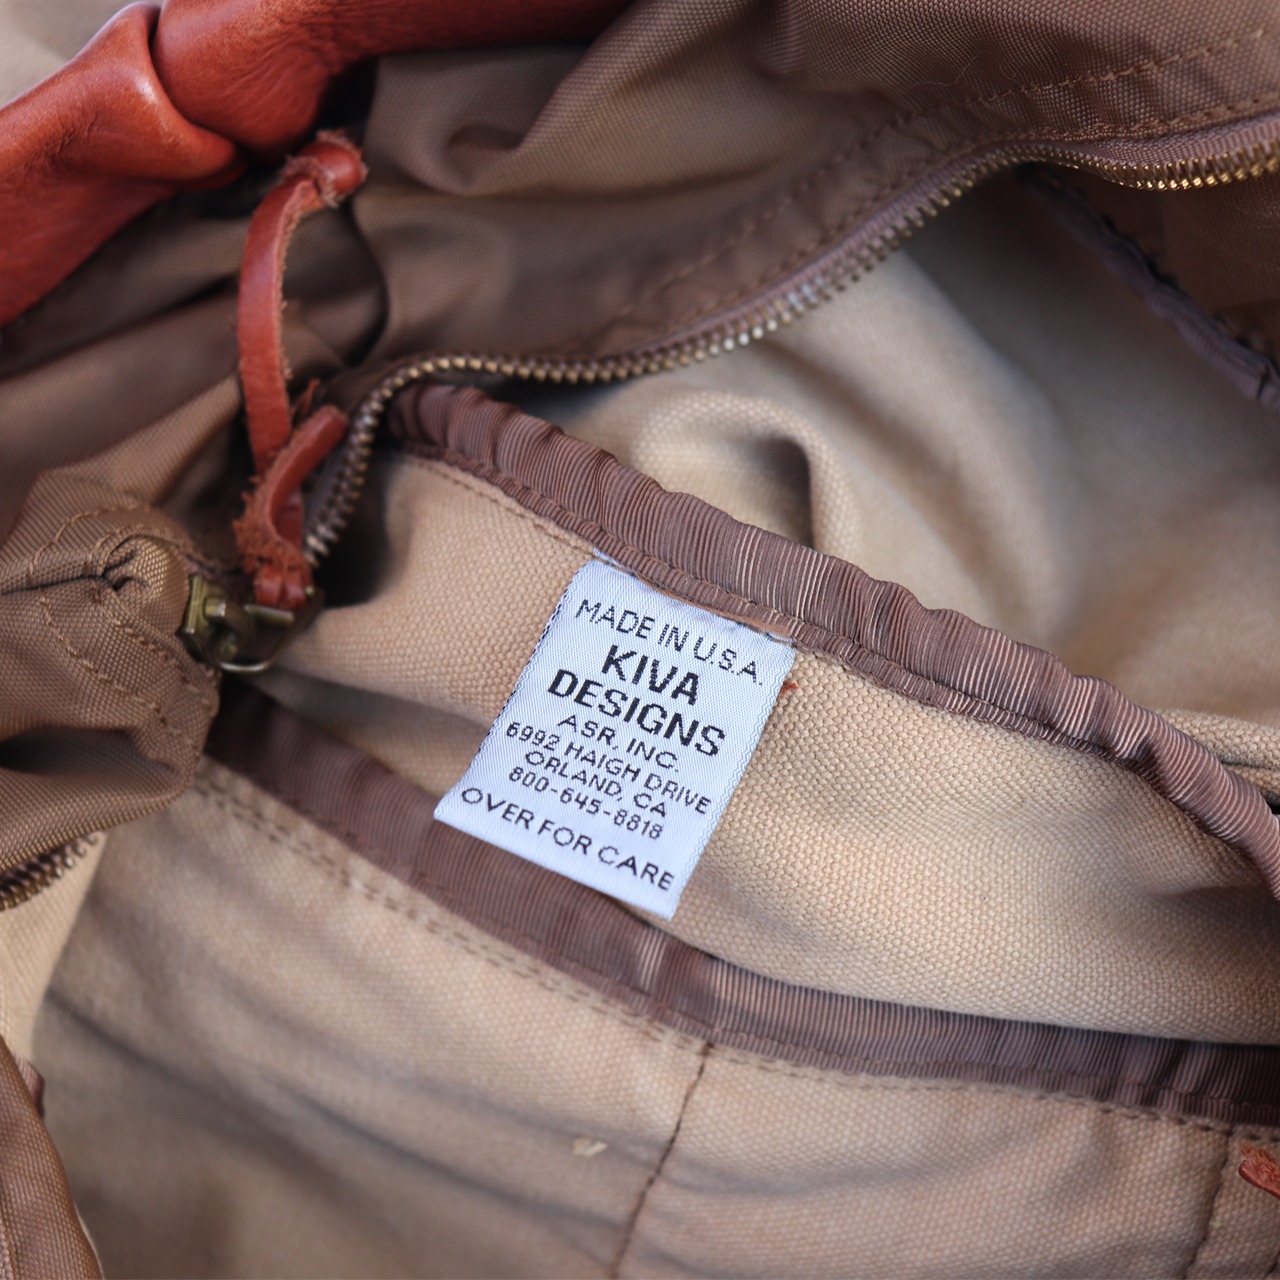 MADE IN U.S.A.
KIVA
DESIGNS
ASR, INC.
6992 HAIGH DRIVE
ORLAND, CA
800-645-8818
OVER FOR CARE